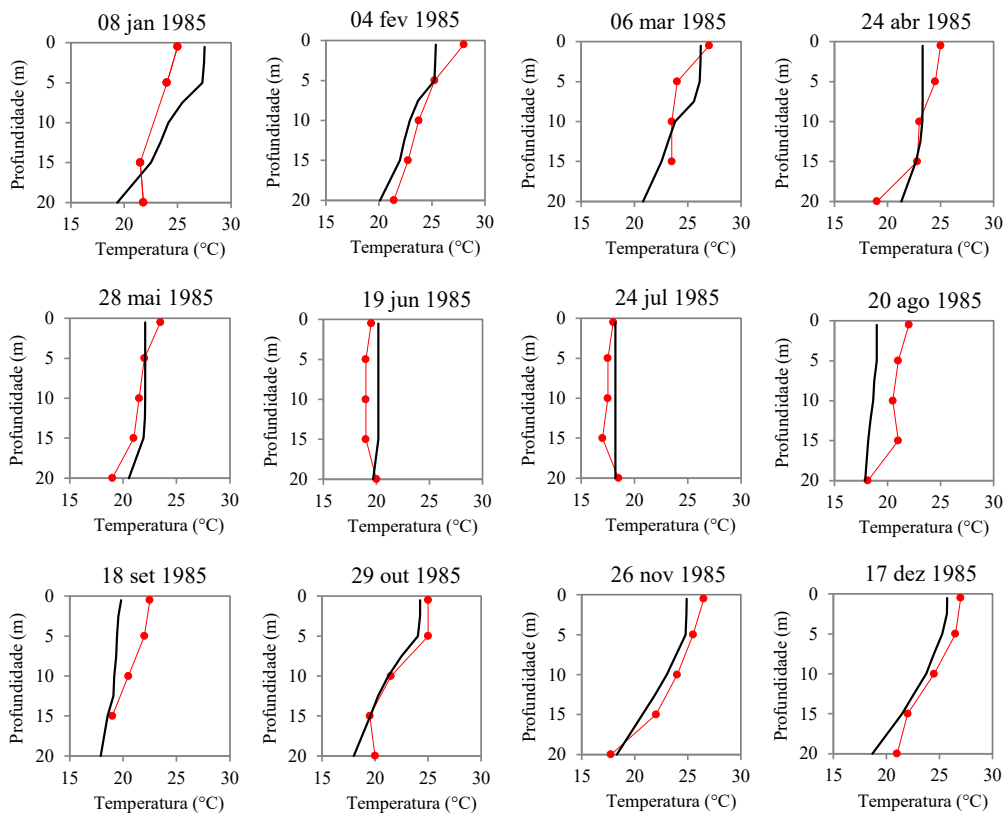 08 jan 1985
04 fev 1985
06 mar 1985
24 abr 1985
Profundidade (m)
0
5
10
15
20
15 20 25 30
Temperatura (°C)
Profundidade (m)
0
5
10
15
20
15 20 25 30
Temperatura (°C)
Profundidade (m)
0
5
10
15
20
15 20 25 30
Temperatura (°C)
Profundidade (m)
0
5
10
15
20
15 20 25 30
Temperatura (°C)
28 mai 1985
19 jun 1985
24 jul 1985
20 ago 1985
Profundidade (m)
0
5
10
15
20
15 20 25 30
Temperatura (°C)
Profundidade (m)
0
5
10
15
20
15 20 25 30
Temperatura (°C)
Profundidade (m)
0
5
10
15
20
15 20 25 30
Temperatura (°C)
Profundidade (m)
0
5
10
15
20
15 20 25 30
Temperatura (°C)
18 set 1985
29 out 1985
26 nov 1985
17 dez 1985
Profundidade (m)
0
5
10
15
20
15 20 25 30
Temperatura (°C)
Profundidade (m)
0
5
10
15
20
15 20 25 30
Temperatura (°C)
Profundidade (m)
0
5
10
15
20
15 20 25 30
Temperatura (°C)
Profundidade (m)
0
5
10
15
20
15 20 25 30
Temperatura (°C)